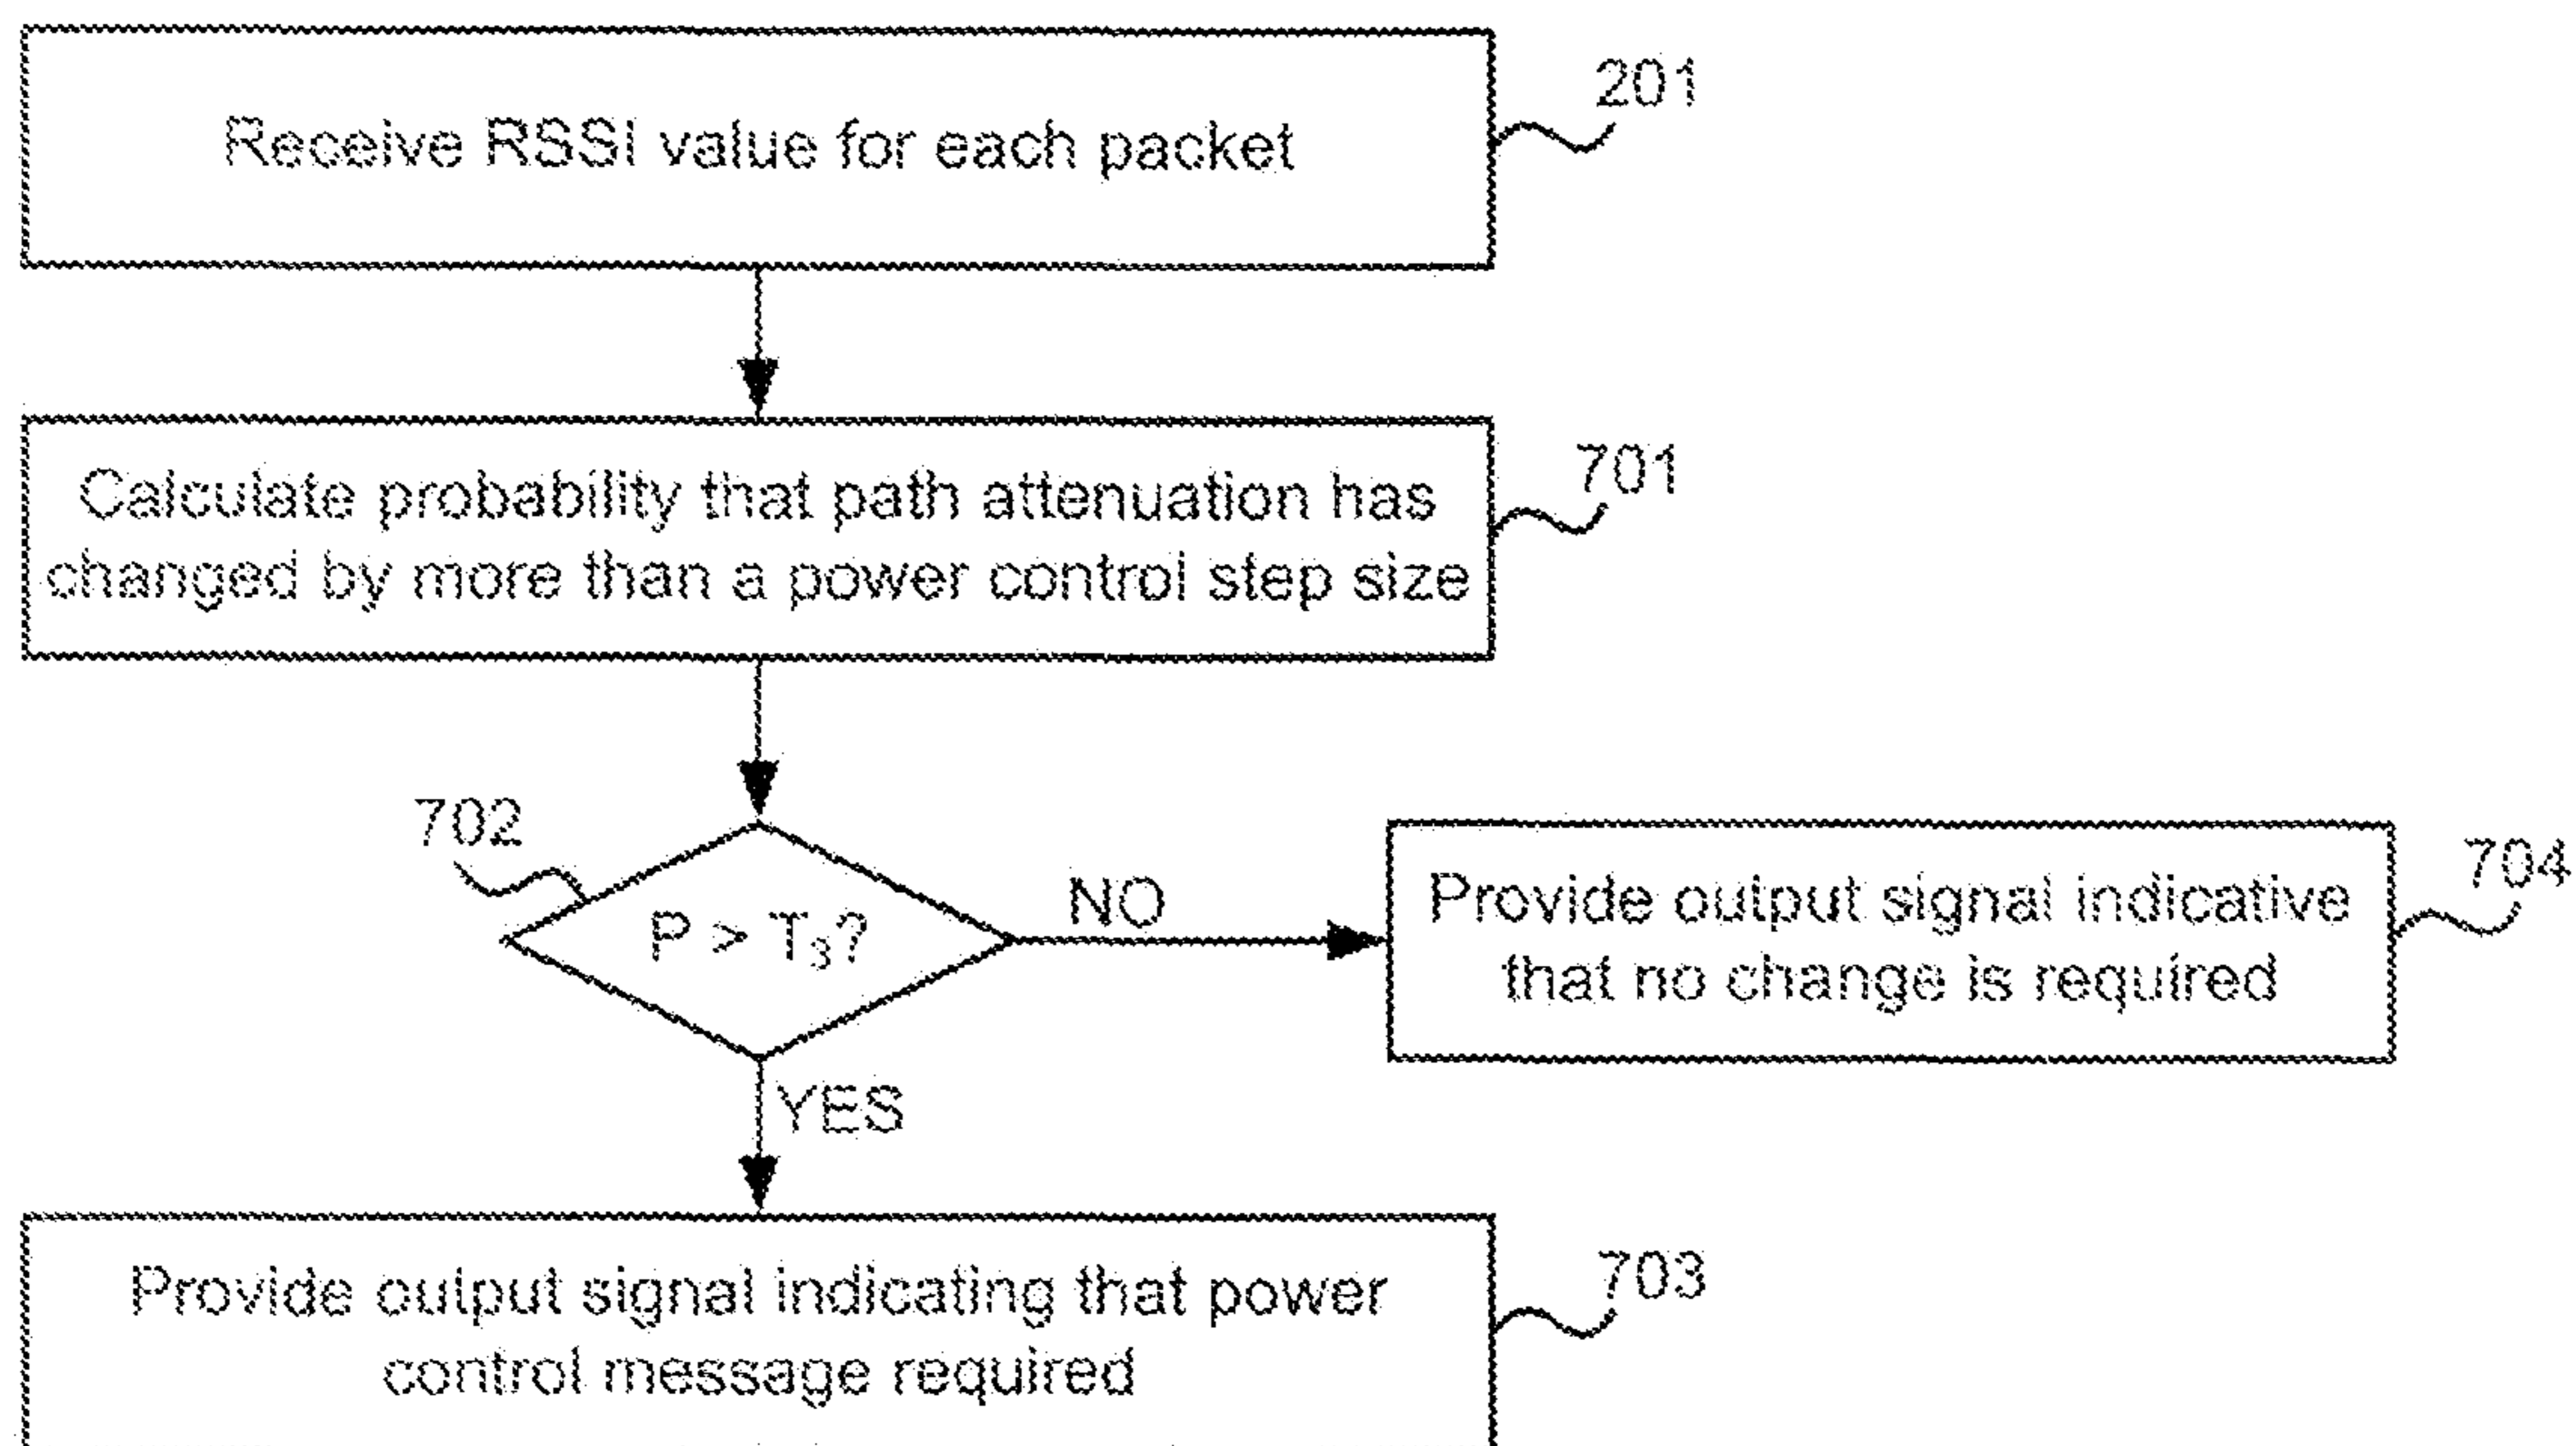 Receive RSSI value for each packet
201
Calculate probability that path attenuation has
changed by more than a power control step size
701
702
P > T₃?
NO
Provide output signal indicative
that no change is required
704
YES
Provide output signal indicating that power
control message required
703